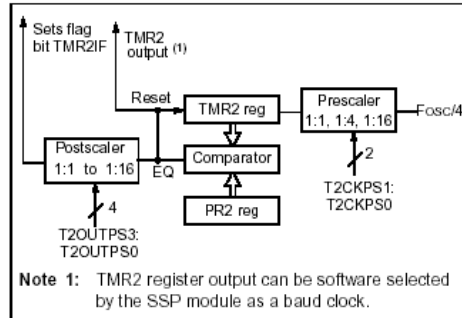 Sets flag
bit TMR2IF
TMR2
output (1)
Reset
TMR2 reg
Prescaler
1:1, 1:4, 1:16
Fosc/4
2
T2CKPS1:
T2CKPS0
Postscaler
1:1 to 1:16
EQ
Comparator
4
T2OUTPS3:
T2OUTPS0
PR2 reg
Note 1: TMR2 register output can be software selected
by the SSP module as a baud clock.